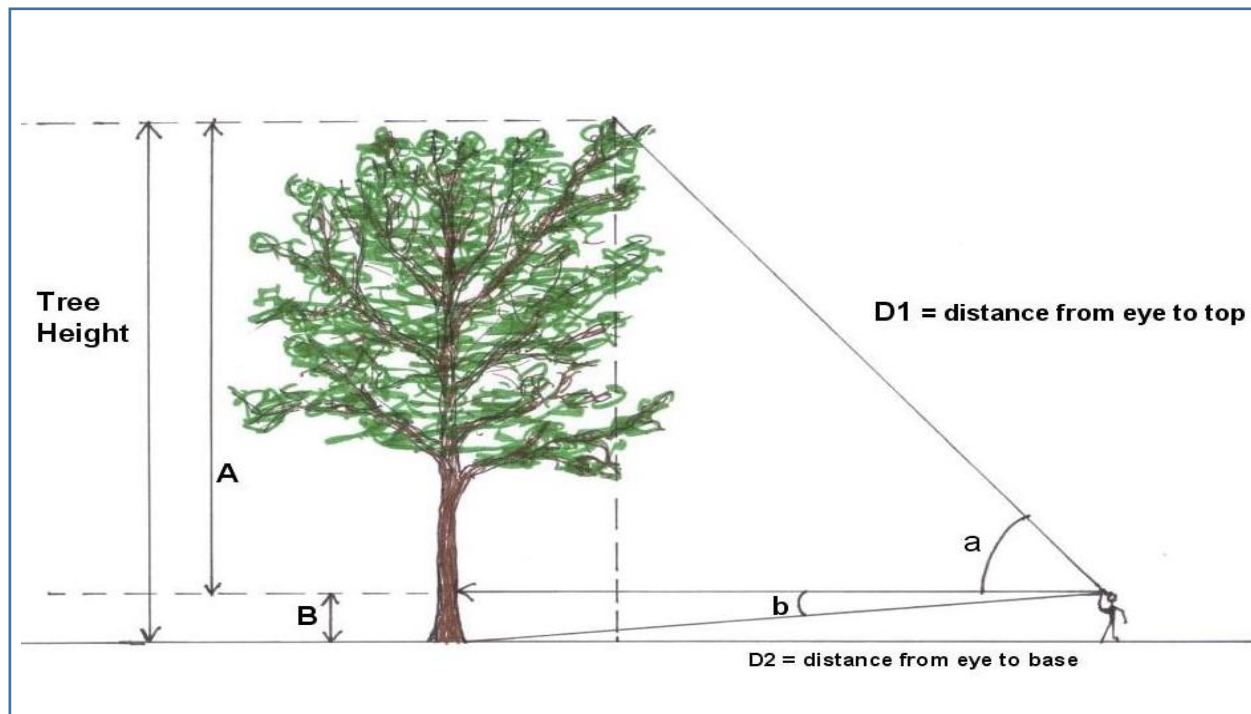 Tree
Height
D1 = distance from eye to top
A
a
B
b
D2 = distance from eye to base